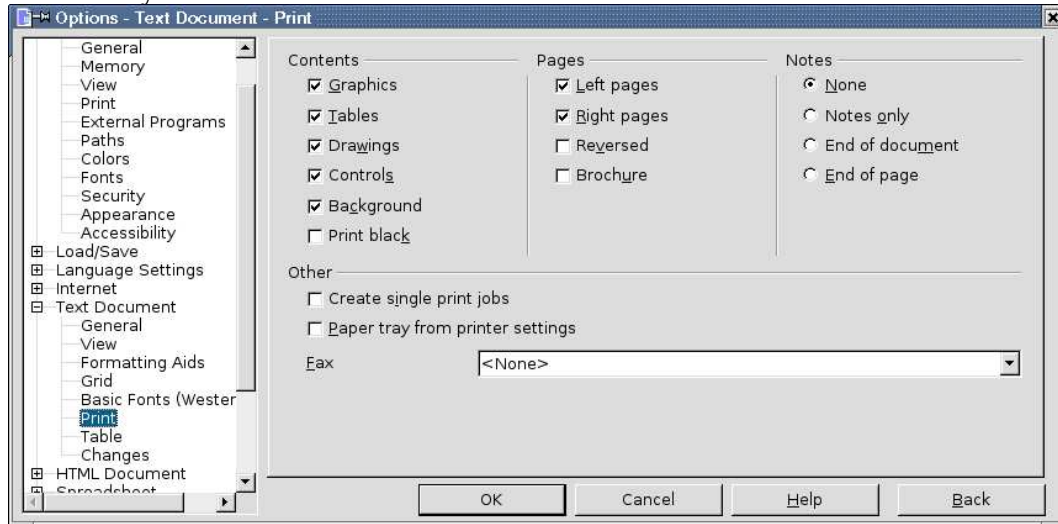 Options - Text Document - Print
General
Memory
View
Print
External Programs
Paths
Colors
Fonts
Security
Appearance
Accessibility
Load/Save
Language Settings
Internet
Text Document
General
View
Formatting Aids
Grid
Basic Fonts (Wester
Print
Table
Changes
HTML Document
Spreadsheet
Contents
Graphics
Tables
Drawings
Controls
Background
Print black
Pages
Left pages
Right pages
Reversed
Brochure
Notes
None
Notes only
End of document
End of page
Other
Create single print jobs
Paper tray from printer settings
Fax
<None>
OK
Cancel
Help
Back